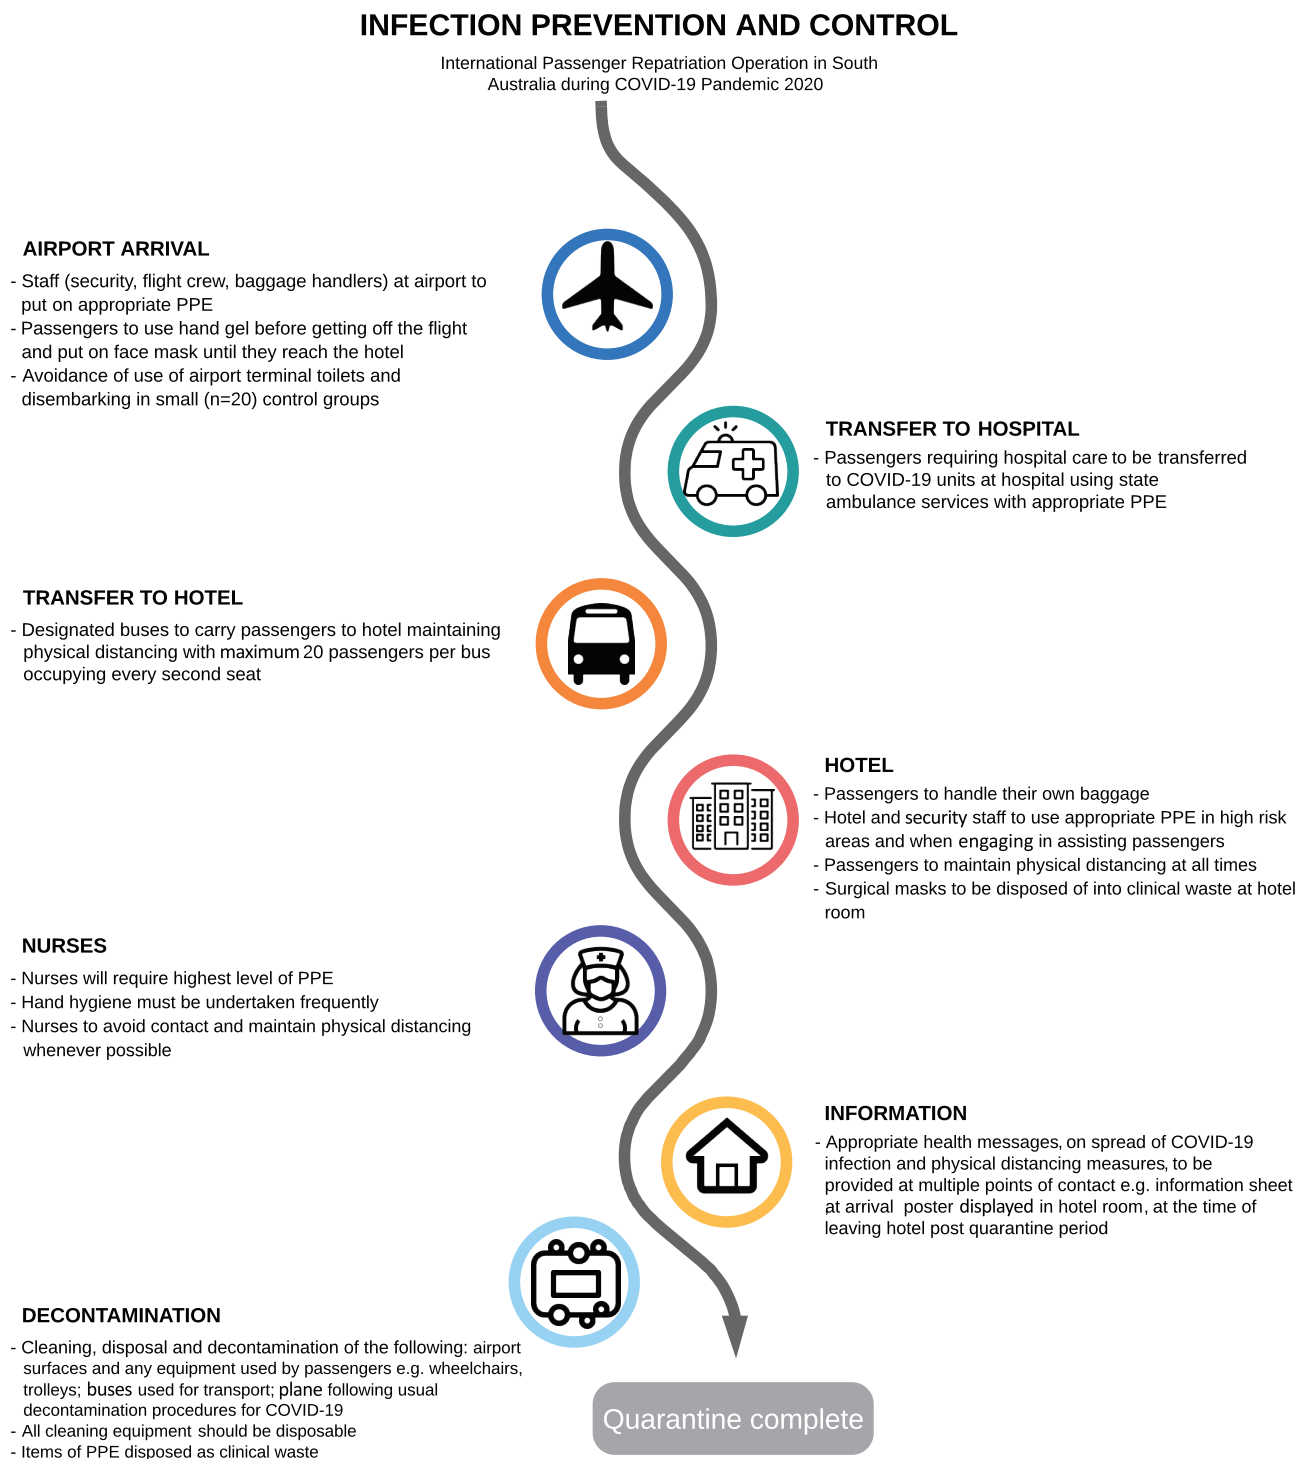 INFECTION PREVENTION AND CONTROL
International Passenger Repatriation Operation in South
Australia during COVID-19 Pandemic 2020
AIRPORT ARRIVAL
- Staff (security, flight crew, baggage handlers) at airport to
put on appropriate PPE
- Passengers to use hand gel before getting off the flight
and put on face mask until they reach the hotel
- Avoidance of use of airport terminal toilets and
disembarking in small (n=20) control groups
TRANSFER TO HOSPITAL
- Passengers requiring hospital care to be transferred
to COVID-19 units at hospital using state
ambulance services with appropriate PPE
TRANSFER TO HOTEL
- Designated buses to carry passengers to hotel maintaining
physical distancing with maximum 20 passengers per bus
occupying every second seat
HOTEL
- Passengers to handle their own baggage
- Hotel and security staff to use appropriate PPE in high risk
areas and when engaging in assisting passengers
- Passengers to maintain physical distancing at all times
- Surgical masks to be disposed of into clinical waste at hotel
room
NURSES
- Nurses will require highest level of PPE
- Hand hygiene must be undertaken frequently
- Nurses to avoid contact and maintain physical distancing
whenever possible
INFORMATION
- Appropriate health messages, on spread of COVID-19
infection and physical distancing measures, to be
provided at multiple points of contact e.g. information sheet
at arrival poster displayed in hotel room, at the time of
leaving hotel post quarantine period
DECONTAMINATION
- Cleaning, disposal and decontamination of the following: airport
surfaces and any equipment used by passengers e.g. wheelchairs,
trolleys; buses used for transport; plane following usual
decontamination procedures for COVID-19
- All cleaning equipment should be disposable
- Items of PPE disposed as clinical waste
Quarantine complete